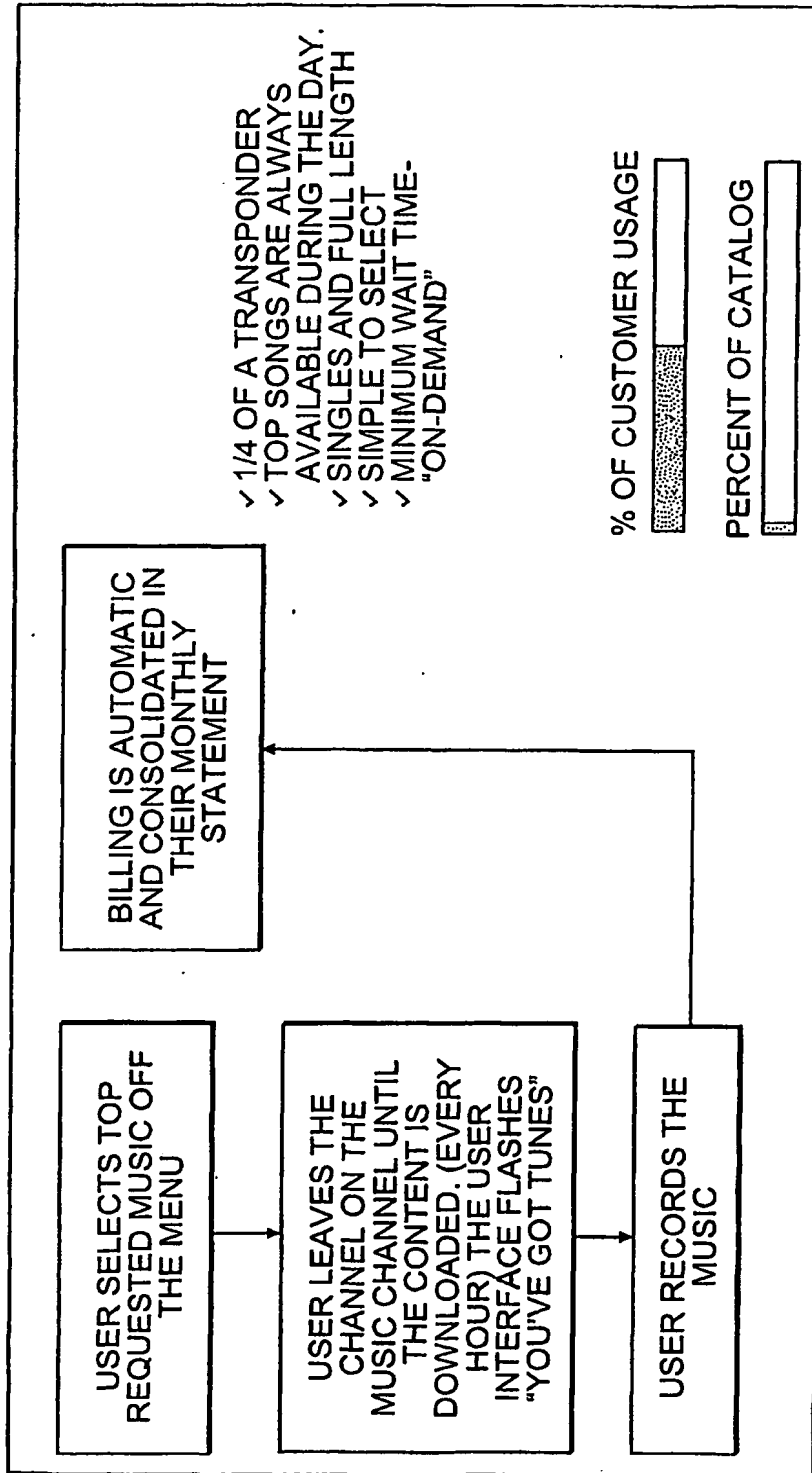 USER SELECTS TOP
REQUESTED MUSIC OFF
THE MENU
USER LEAVES THE
CHANNEL ON THE
MUSIC CHANNEL UNTIL
THE CONTENT IS
DOWNLOADED. (EVERY
HOUR) THE USER
INTERFACE FLASHES
“YOU'VE GOT TUNES”
USER RECORDS THE
MUSIC
BILLING IS AUTOMATIC
AND CONSOLIDATED IN
THEIR MONTHLY
STATEMENT
✓ 1/4 OF A TRANSPONDER
✓ TOP SONGS ARE ALWAYS
AVAILABLE DURING THE DAY.
✓ SINGLES AND FULL LENGTH
✓ SIMPLE TO SELECT
✓ MINIMUM WAIT TIME-
“ON-DEMAND”
% OF CUSTOMER USAGE
PERCENT OF CATALOG